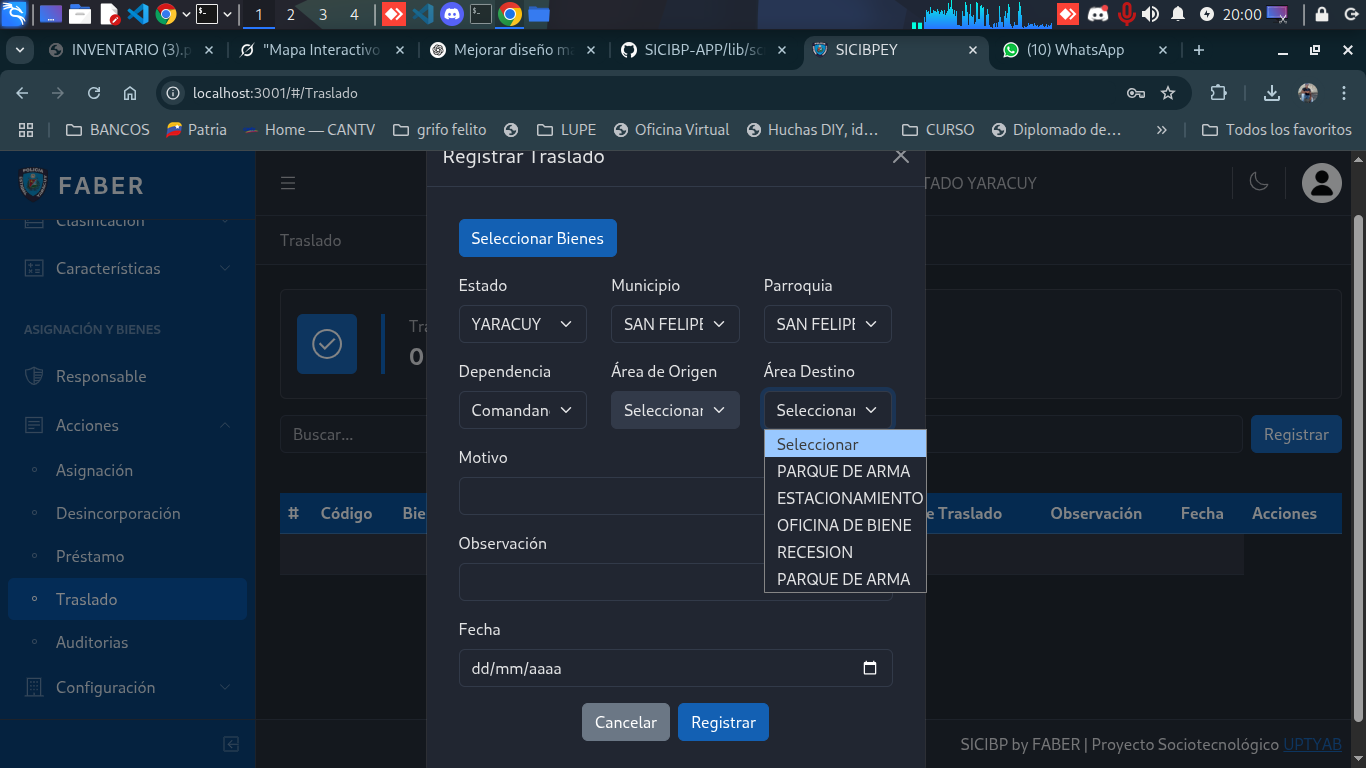 1 2 3 4 20:00
INVENTARIO (3).p
"Mapa Interactivo
Mejorar diseño ma
SICIBP-APP/lib/sc
SICIBPEY
(10) WhatsApp
localhost:3001/#/Traslado
BANCOS
Patria
Home — CANTV
grifo felito
LUPE
Oficina Virtual
Huchas DIY, id…
CURSO
Diplomado de…
»
Todos los favoritos
FABER
Clasificación
Características
ASIGNACIÓN Y BIENES
Responsable
Acciones
Asignación
Desincorporación
Préstamo
Traslado
Auditorias
Configuración
TADO YARACUY
Traslado
Tra
0
Buscar...
Registrar
# Código Bie e Traslado Observación Fecha Acciones
Registrar Traslado
Seleccionar Bienes
Estado Municipio Parroquia
YARACUY SAN FELIPE SAN FELIPE
Dependencia Área de Origen Área Destino
Comandan Seleccionar Seleccionar
Seleccionar
PARQUE DE ARMA
ESTACIONAMIENTO
OFICINA DE BIENE
RECESION
PARQUE DE ARMA
Motivo
Observación
Fecha
dd/mm/aaaa
Cancelar Registrar
SICIBP by FABER | Proyecto Sociotecnológico UPTYAB